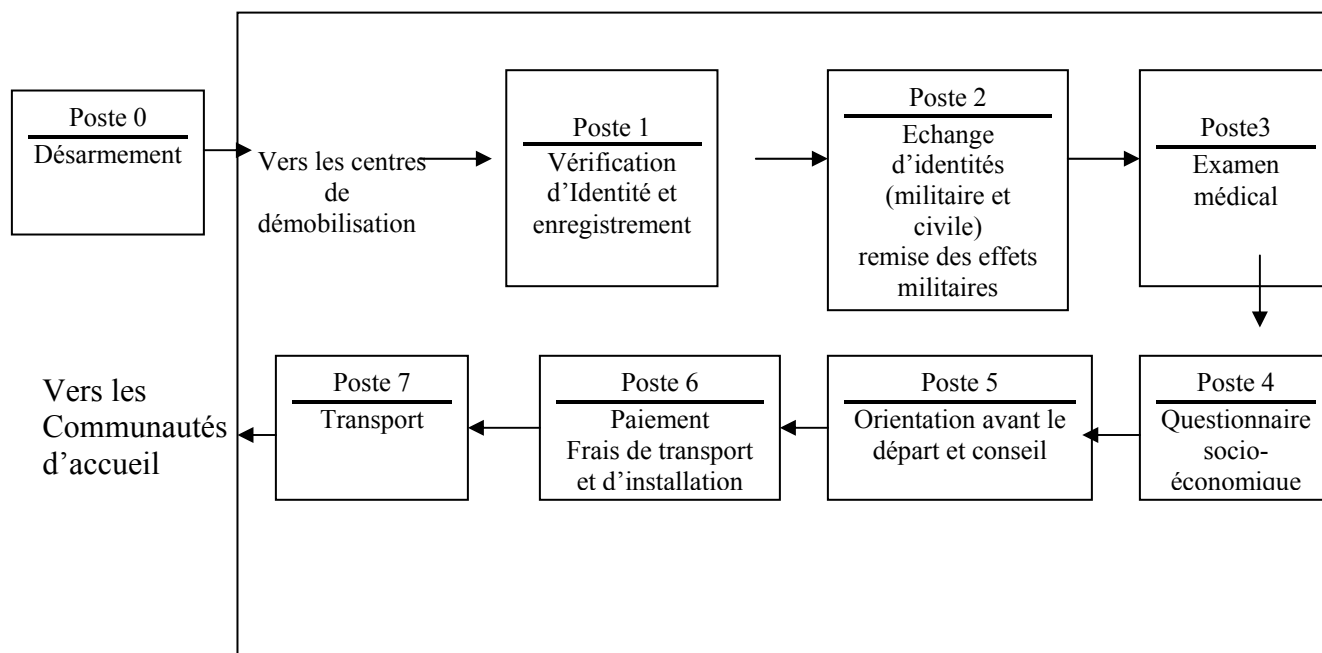 Poste 0
Désarmement
Vers les centres
de
démobilisation
Poste 1
Vérification
d’Identité et
enregistrement
Poste 2
Echange
d’identités
(militaire et
civile)
remise des effets
militaires
Poste3
Examen
médical
Poste 4
Questionnaire
socio-
économique
Poste 5
Orientation avant le
départ et conseil
Poste 6
Paiement
Frais de transport
et d’installation
Poste 7
Transport
Vers les
Communautés
d’accueil